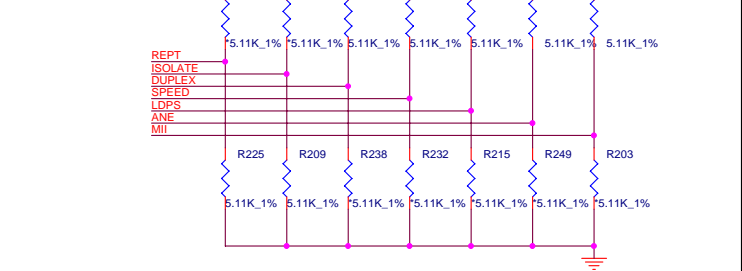 *5.11K_1% *5.11K_1% 5.11K_1% 5.11K_1% 5.11K_1% 5.11K_1% 5.11K_1%
REPT
ISOLATE
DUPLEX
SPEED
LDPS
ANE
MII
R225 R209 R238 R232 R215 R249 R203
5.11K_1% 5.11K_1% *5.11K_1% *5.11K_1% *5.11K_1% *5.11K_1% *5.11K_1%